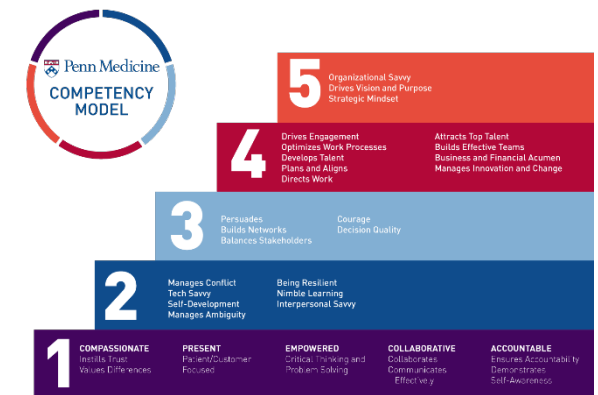 Penn Medicine
COMPETENCY
MODEL
5
Organizational Savvy
Drives Vision and Purpose
Strategic Mindset
4
Drives Engagement
Optimizes Work Processes
Develops Talent
Plans and Aligns
Directs Work
Attracts Top Talent
Builds Effective Teams
Business and Financial Acumen
Manages Innovation and Change
3
Persuades
Builds Networks
Balances Stakeholders
Courage
Decision Quality
2
Manages Conflict
Tech Savvy
Self-Development
Manages Ambiguity
Being Resilient
Nimble Learning
Interpersonal Savvy
1
COMPASSIONATE
Instills Trust
Values Differences
PRESENT
Patient/Customer
Focused
EMPOWERED
Critical Thinking and
Problem Solving
COLLABORATIVE
Collaborates
Communicates
Effectively
ACCOUNTABLE
Ensures Accountability
Demonstrates
Self-Awareness